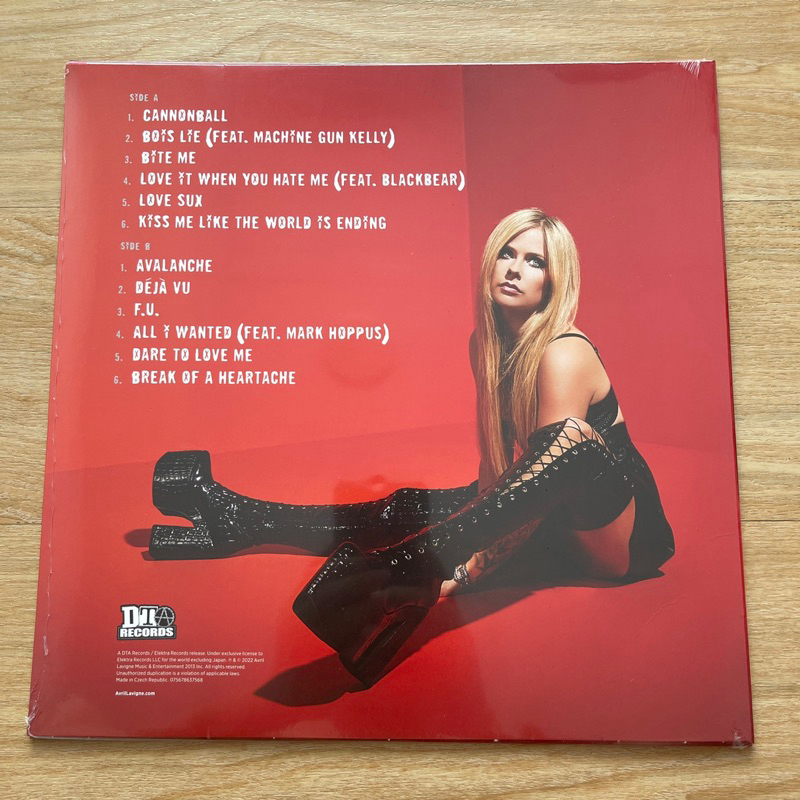 SIDE A
1. CANNONBALL
2. BOIS LIE (FEAT. MACHINE GUN KELLY)
3. BITE ME
4. LOVE IT WHEN YOU HATE ME (FEAT. BLACKBEAR)
5. LOVE SUX
6. KISS ME LIKE THE WORLD IS ENDING
SIDE B
1. AVALANCHE
2. DÉJÀ VU
3. F.U.
4. ALL I WANTED (FEAT. MARK HOPPUS)
5. DARE TO LOVE ME
6. BREAK OF A HEARTACHE
DTA
RECORDS
A DTA Records / Elektra Records release. Under exclusive license to
Elektra Records LLC for the world excluding Japan. ℗ & © 2022 Avril
Lavigne Music & Entertainment 2013 Inc. All rights reserved.
Unauthorized duplication is a violation of applicable laws.
Made in Czech Republic. 075678637568
AvrilLavigne.com